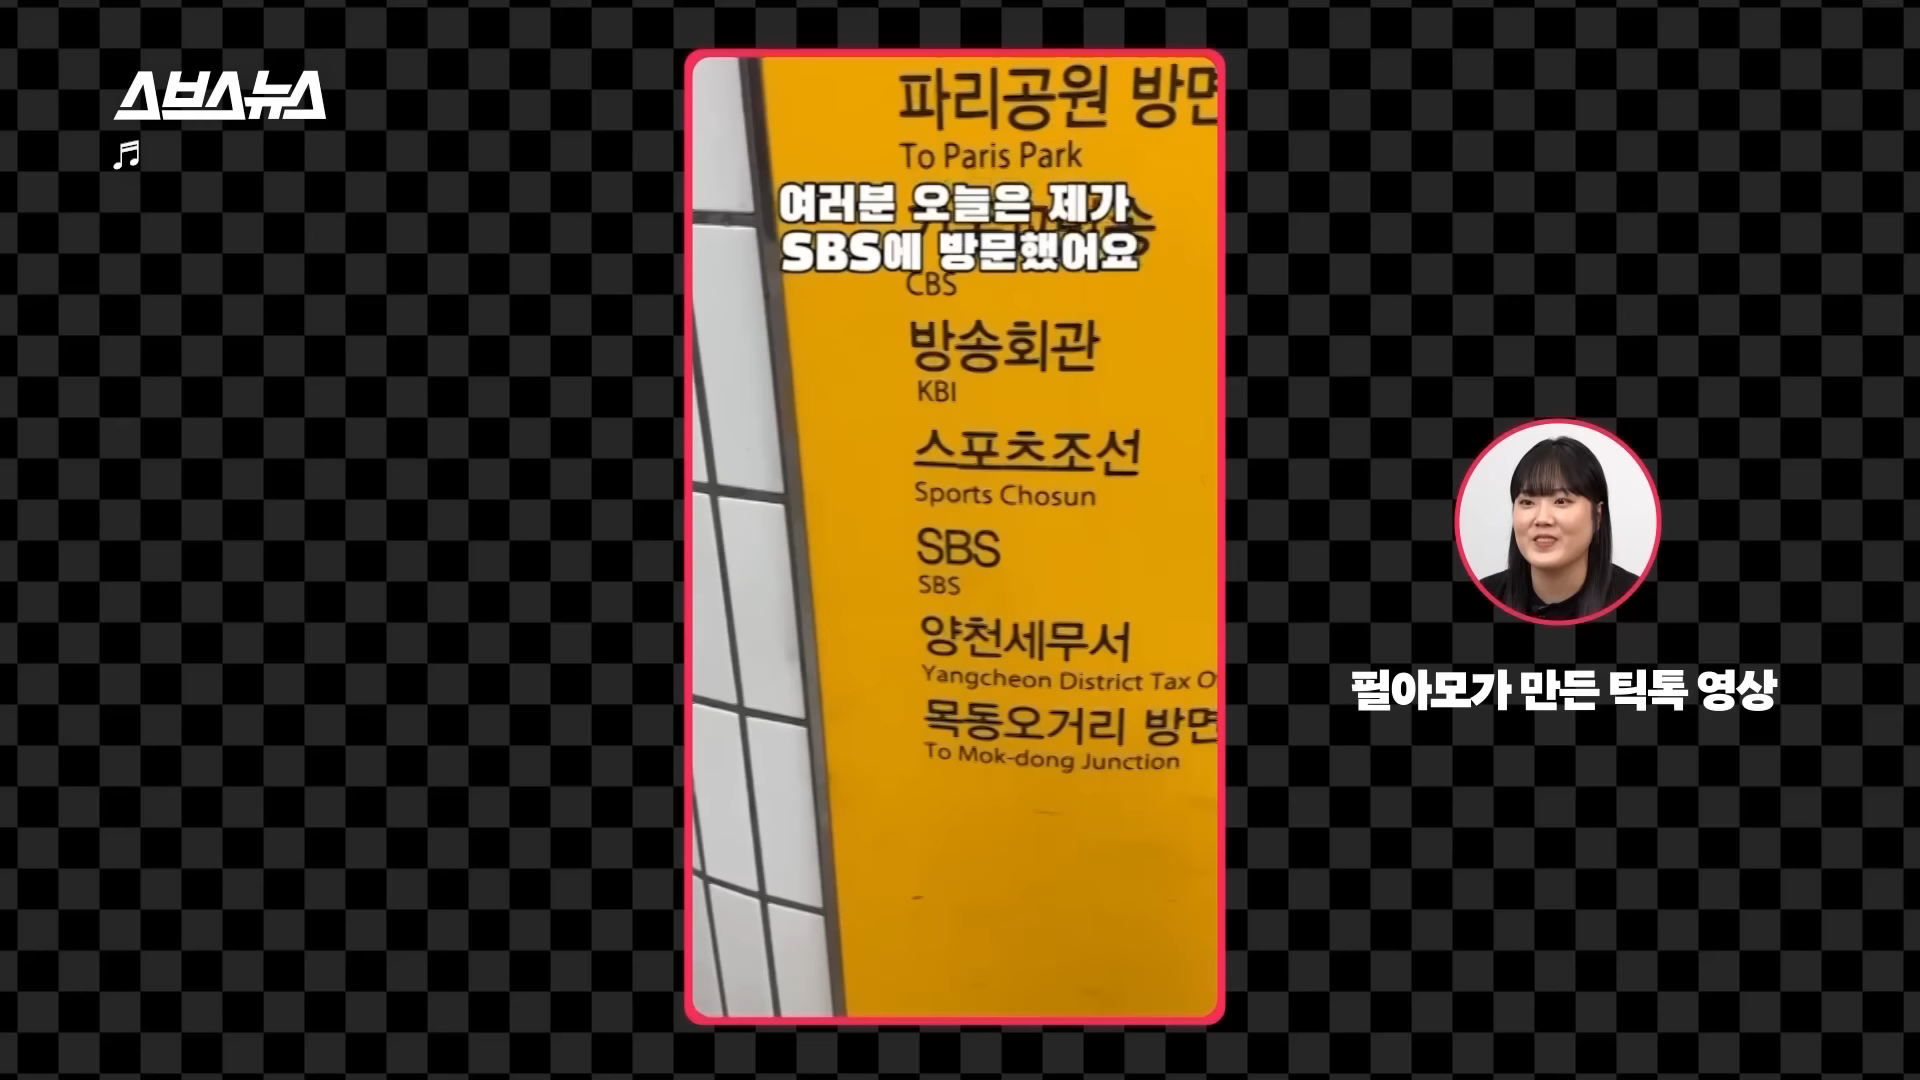 스브스뉴스
파리공원 방면
To Paris Park
여러분 오늘은 제가
SBS에 방문했어요
CBS
방송회관
KBI
스포츠조선
Sports Chosun
SBS
SBS
양천세무서
Yangcheon District Tax O
목동오거리 방면
To Mok-dong Junction
필아모가 만든 틱톡 영상